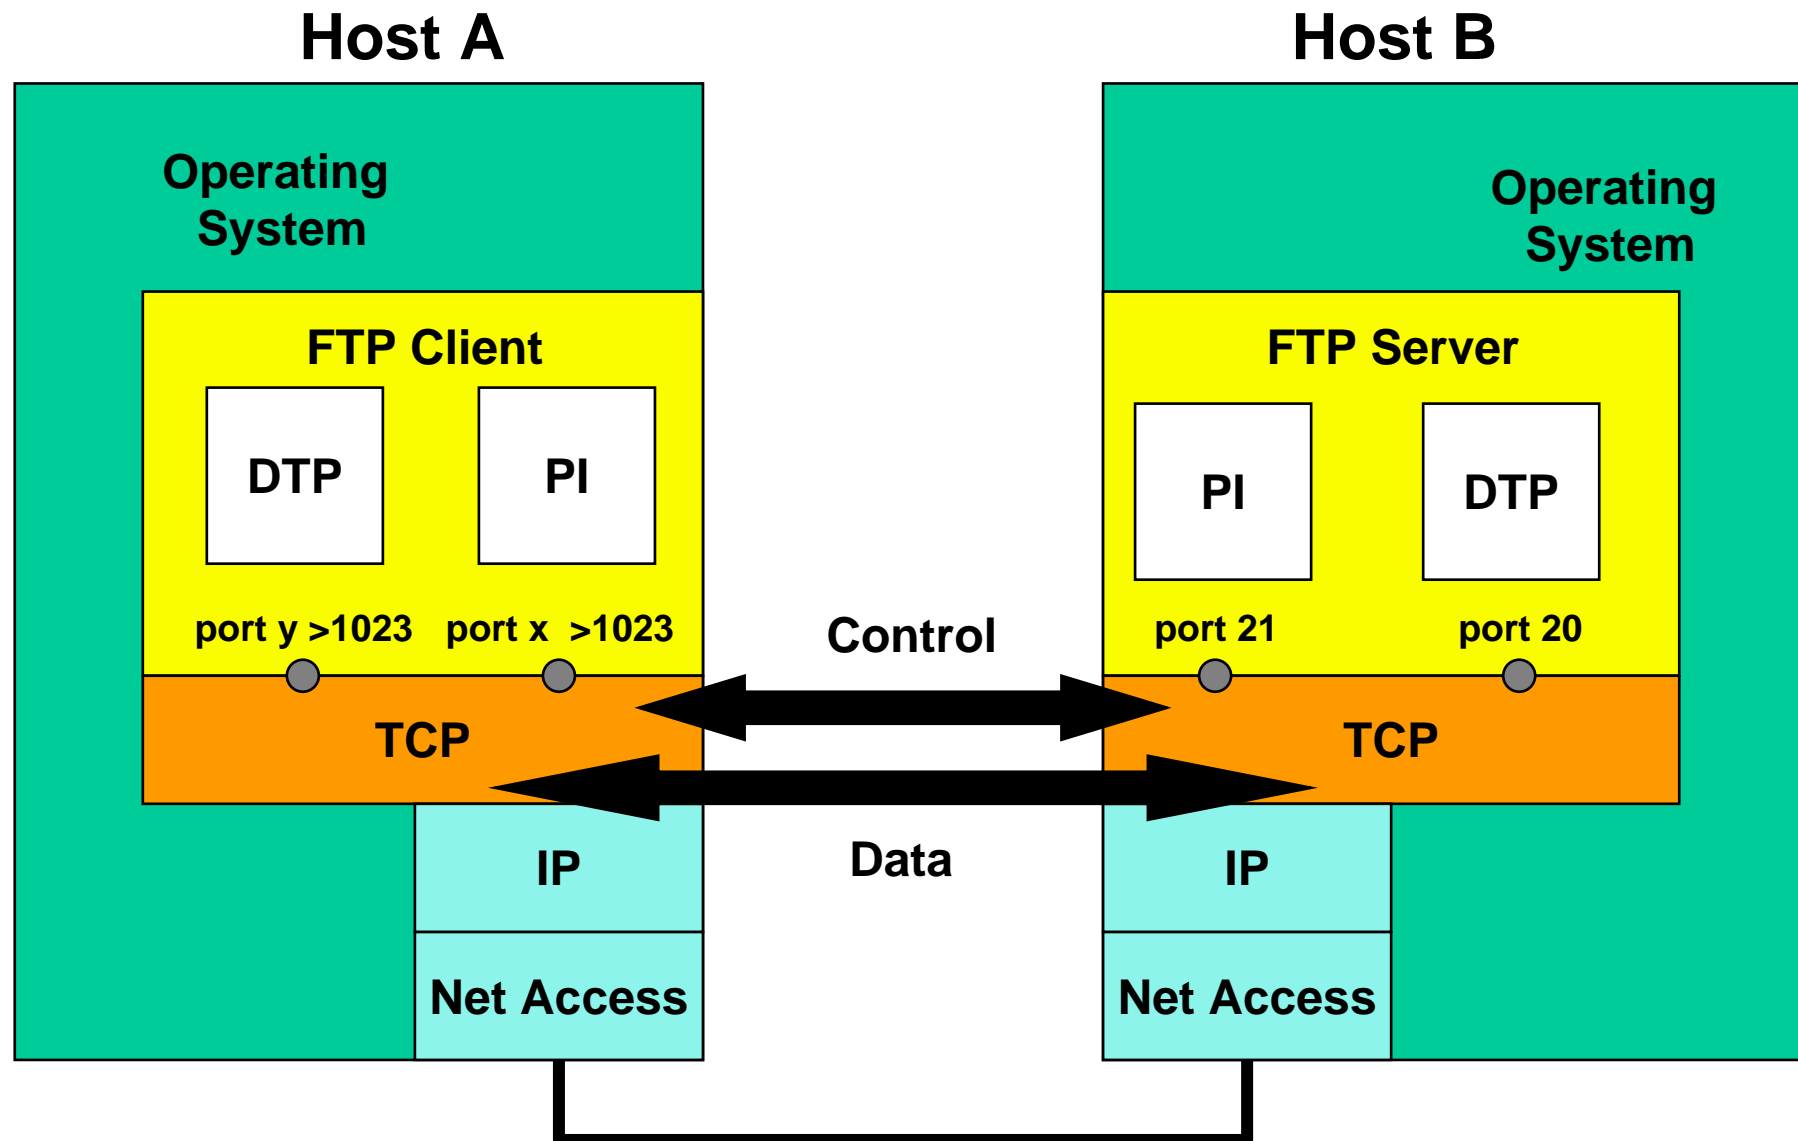 Host A
Host B
Operating
System
Operating
System
FTP Client
FTP Server
DTP
PI
PI
DTP
port y >1023
port x  >1023
Control
port 21
port 20
TCP
TCP
IP
Data
IP
Net Access
Net Access